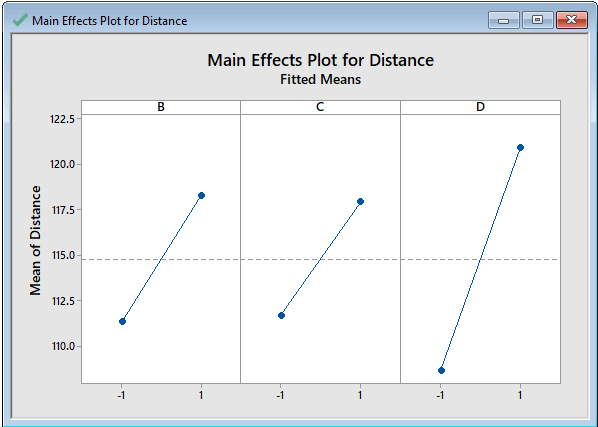 Main Effects Plot for Distance
Main Effects Plot for Distance
Fitted Means
B C D
Mean of Distance
122.5
120.0
117.5
115.0
112.5
110.0
-1 1 -1 1 -1 1